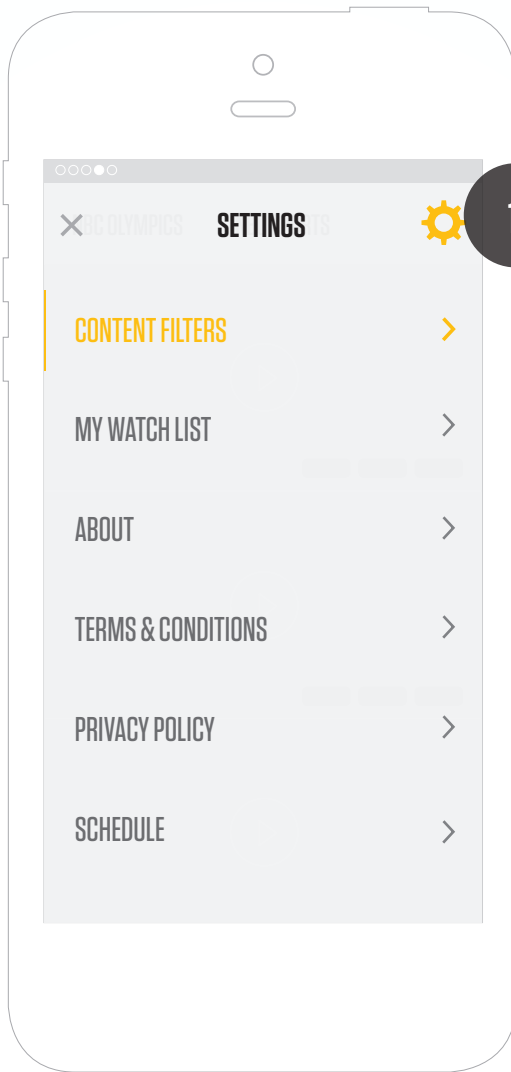 SETTINGS
CONTENT FILTERS
MY WATCH LIST
ABOUT
TERMS & CONDITIONS
PRIVACY POLICY
SCHEDULE